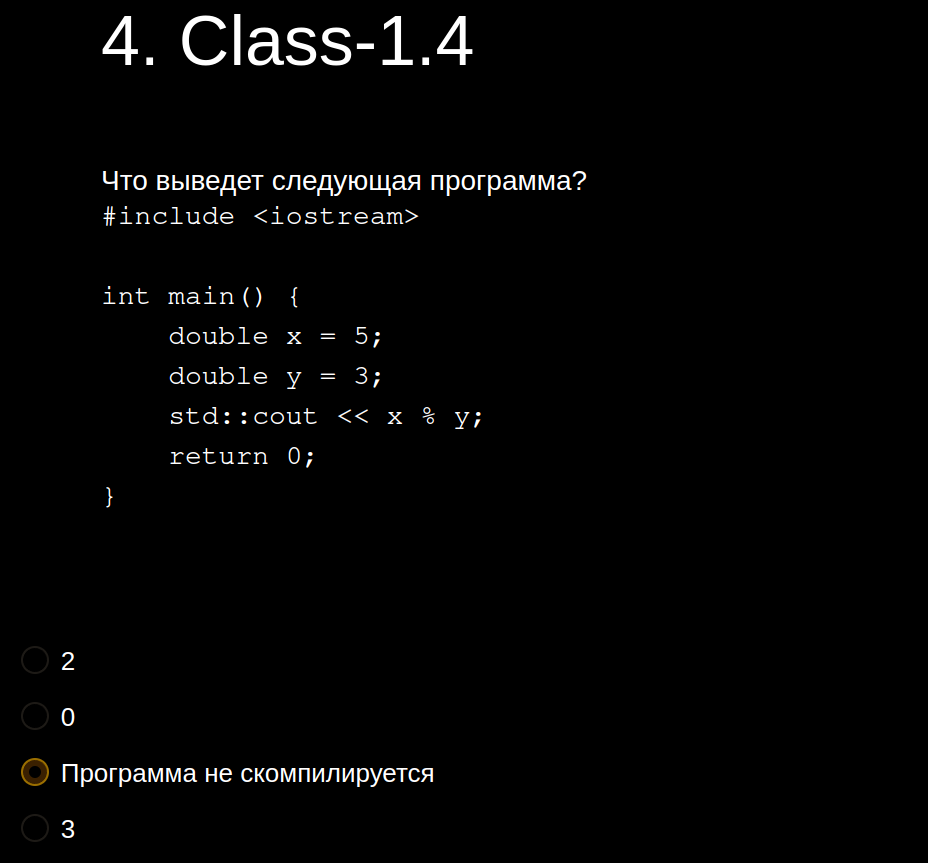 4. Class-1.4
Что выведет следующая программа?
#include <iostream>
int main() {
    double x = 5;
    double y = 3;
    std::cout << x % y;
    return 0;
}
2
0
Программа не скомпилируется
3